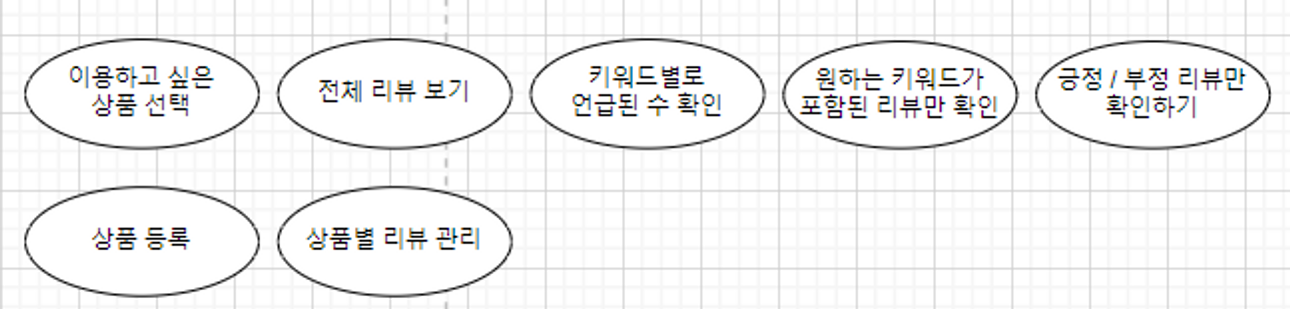 이용하고 싶은
상품 선택
전체 리뷰 보기
키워드별로
언급된 수 확인
원하는 키워드가
포함된 리뷰만 확인
긍정 / 부정 리뷰만
확인하기
상품 등록
상품별 리뷰 관리